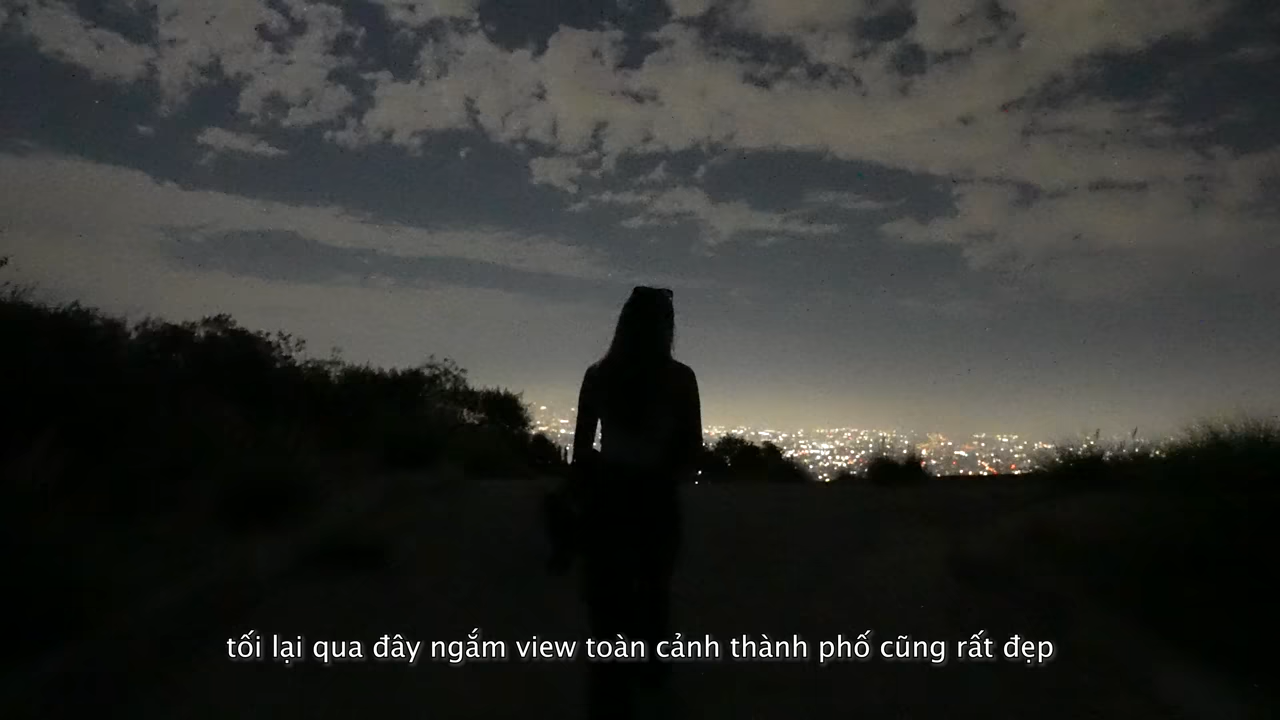 tối lại qua đây ngắm view toàn cảnh thành phố cũng rất đẹp